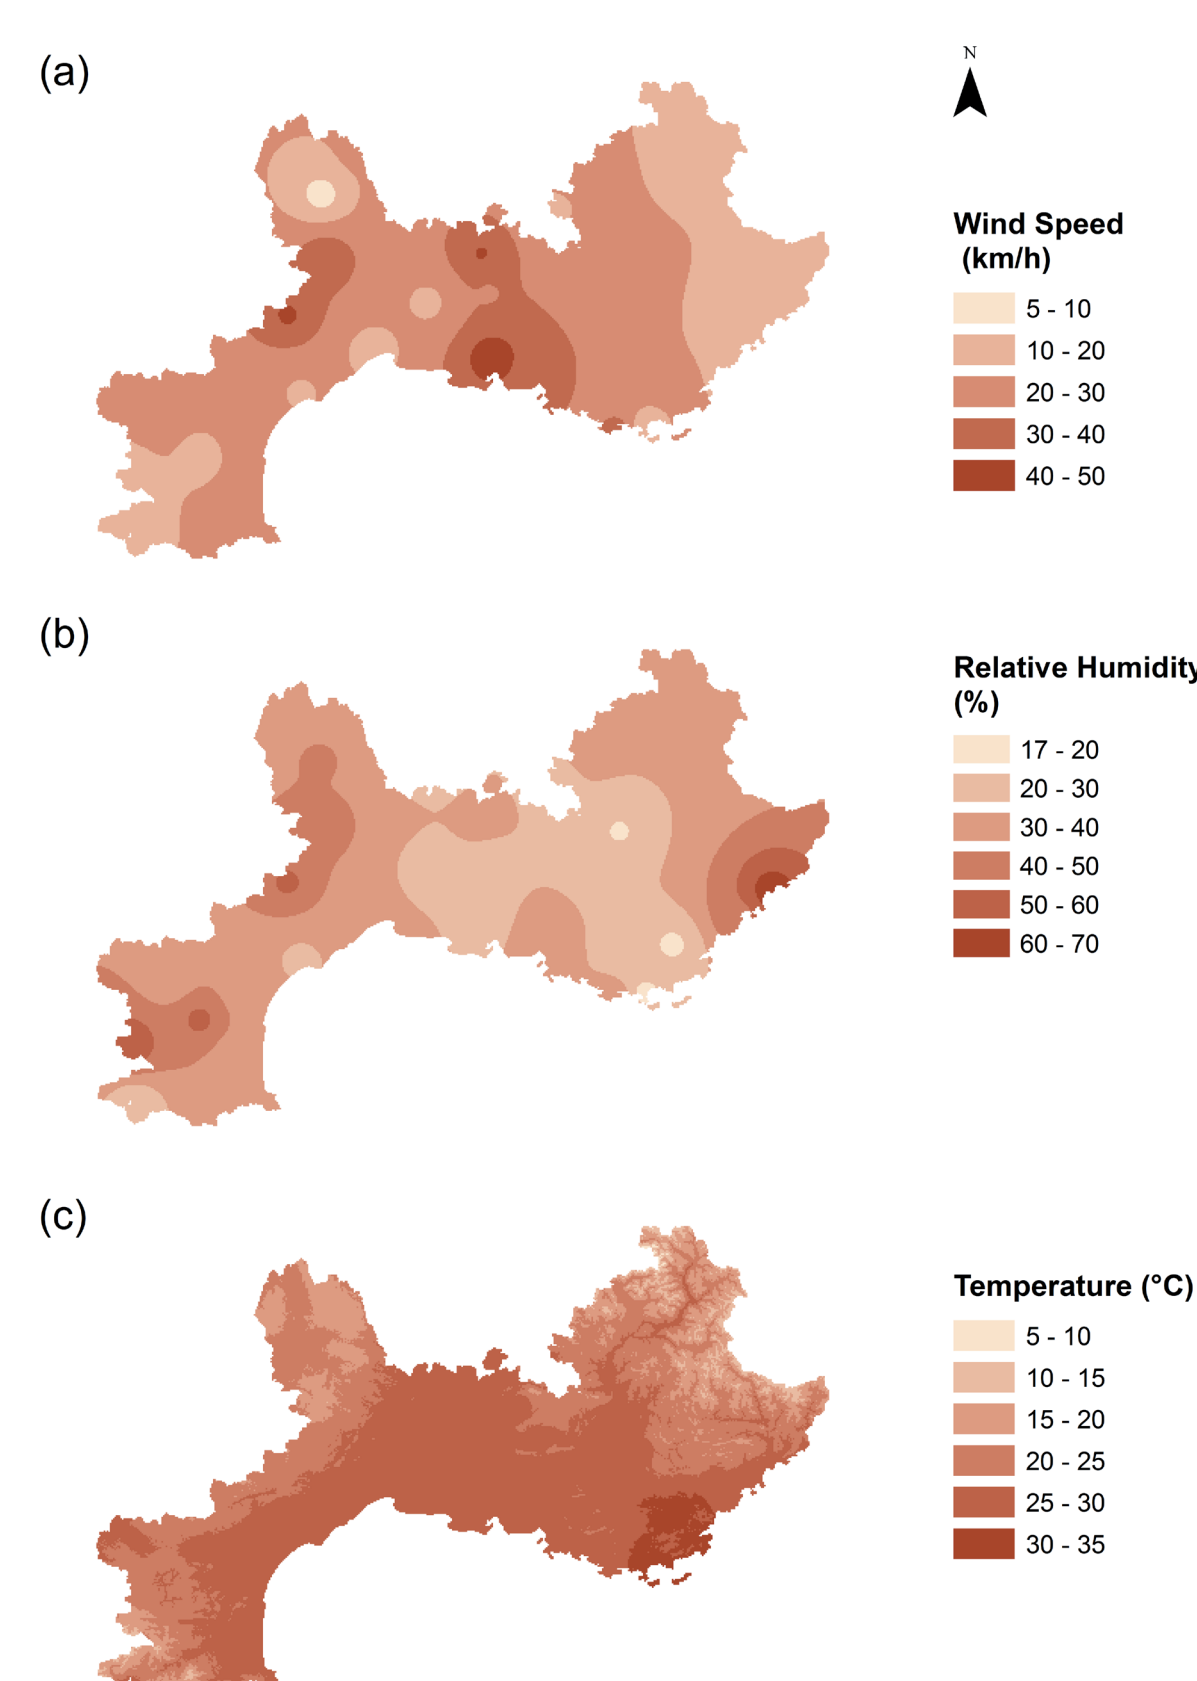 (a)
N
Wind Speed
(km/h)
5 - 10
10 - 20
20 - 30
30 - 40
40 - 50
(b)
Relative Humidity
(%)
17 - 20
20 - 30
30 - 40
40 - 50
50 - 60
60 - 70
(c)
Temperature (°C)
5 - 10
10 - 15
15 - 20
20 - 25
25 - 30
30 - 35